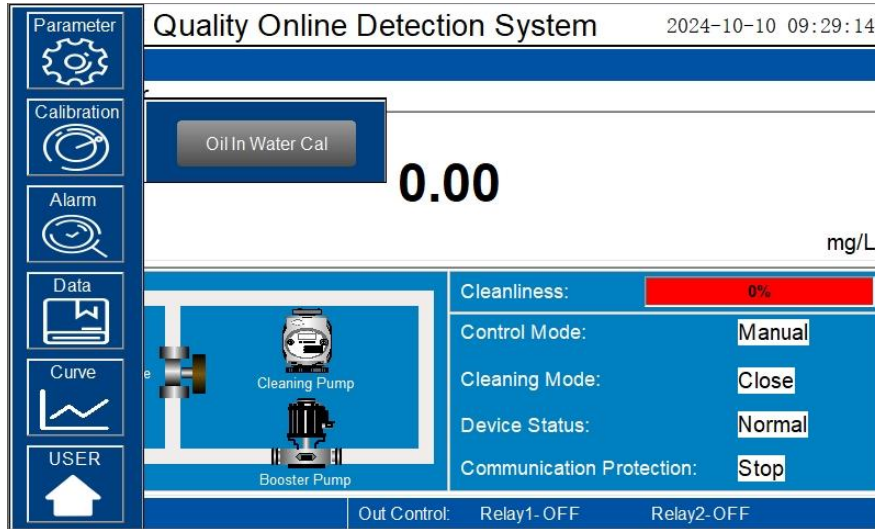 Parameter
Quality Online Detection System
2024-10-10 09:29:14
Calibration
Oil In Water Cal
0.00
Alarm
mg/L
Data
Cleanliness:
0%
Control Mode:
Manual
Curve
e
Cleaning Pump
Cleaning Mode:
Close
Device Status:
Normal
USER
Booster Pump
Communication Protection:
Stop
Out Control:
Relay1-OFF
Relay2-OFF